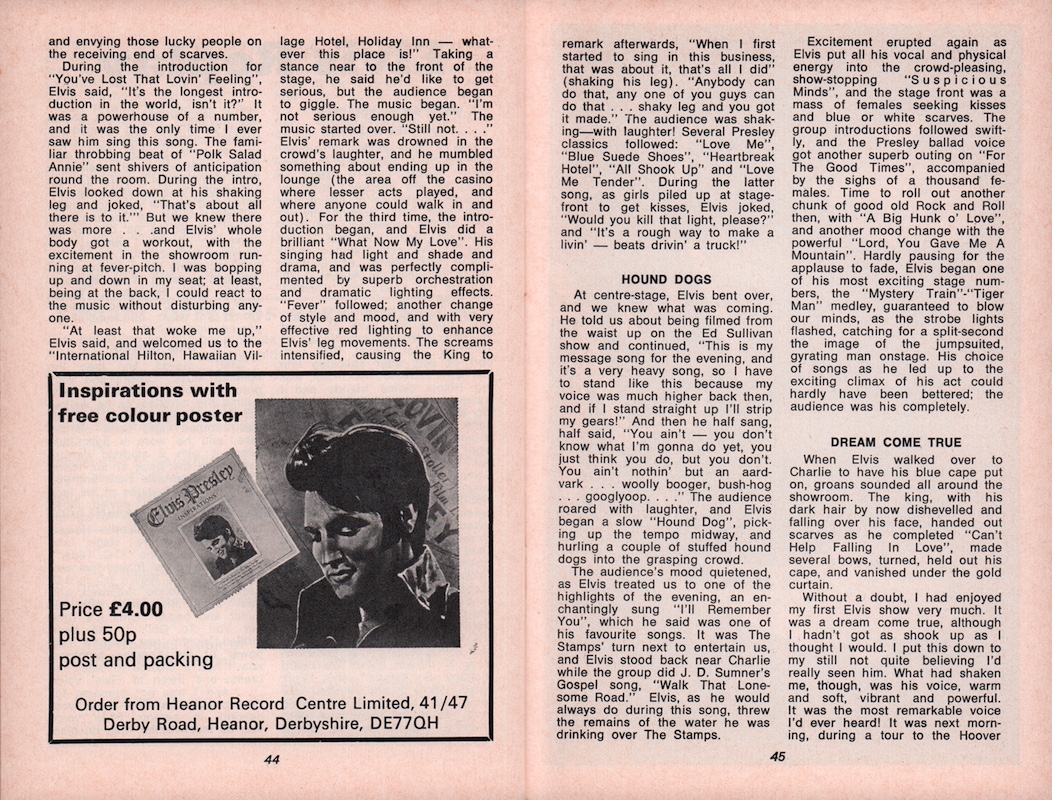 and envying those lucky people on
the receiving end of scarves.
During the introduction for
"You've Lost That Lovin' Feeling",
Elvis said, "It's the longest intro-
duction in the world, isn't it?" It
was a powerhouse of a number,
and it was the only time I ever
saw him sing this song. The fami-
liar throbbing beat of "Polk Salad
Annie" sent shivers of anticipation
round the room. During the intro,
Elvis looked down at his shaking
leg and joked, "That's about all
there is to it.'" But we knew there
was more . . .and Elvis' whole
body got a workout, with the
excitement in the showroom run-
ning at fever-pitch. I was bopping
up and down in my seat; at least,
being at the back, I could react to
the music without disturbing any-
one.
"At least that woke me up,"
Elvis said, and welcomed us to the
"International Hilton, Hawaiian Vil-
lage Hotel, Holiday Inn — what-
ever this place is!" Taking a
stance near to the front of the
stage, he said he'd like to get
serious, but the audience began
to giggle. The music began. "I'm
not serious enough yet." The
music started over. "Still not. . . ."
Elvis' remark was drowned in the
crowd's laughter, and he mumbled
something about ending up in the
lounge (the area off the casino
where lesser acts played, and
where anyone could walk in and
out). For the third time, the intro-
duction began, and Elvis did a
brilliant "What Now My Love". His
singing had light and shade and
drama, and was perfectly compli-
mented by superb orchestration
and dramatic lighting effects.
"Fever" followed; another change
of style and mood, and with very
effective red lighting to enhance
Elvis' leg movements. The screams
intensified, causing the King to
Inspirations with
free colour poster
Elvis Presley
INSPIRATIONS
Price £4.00
plus 50p
post and packing
Order from Heanor Record Centre Limited, 41/47
Derby Road, Heanor, Derbyshire, DE77QH
44
remark afterwards, "When I first
started to sing in this business,
that was about it, that's all I did"
(shaking his leg). "Anybody can
do that, any one of you guys can
do that . . . shaky leg and you got
it made." The audience was shak-
ing—with laughter! Several Presley
classics followed: "Love Me",
"Blue Suede Shoes", "Heartbreak
Hotel", "All Shook Up" and "Love
Me Tender". During the latter
song, as girls piled up at stage-
front to get kisses, Elvis joked,
"Would you kill that light, please?"
and "It's a rough way to make a
livin' — beats drivin' a truck!"
HOUND DOGS
At centre-stage, Elvis bent over,
and we knew what was coming.
He told us about being filmed from
the waist up on the Ed Sullivan
show and continued, "This is my
message song for the evening, and
it's a very heavy song, so I have
to stand like this because my
voice was much higher back then,
and if I stand straight up I'll strip
my gears!" And then he half sang,
half said, "You ain't — you don't
know what I'm gonna do yet, you
just think you do, but you don't.
You ain't nothin' but an aard-
vark . . . woolly booger, bush-hog
. . . googlyoop. . . ." The audience
roared with laughter, and Elvis
began a slow "Hound Dog", pick-
ing up the tempo midway, and
hurling a couple of stuffed hound
dogs into the grasping crowd.
The audience's mood quietened,
as Elvis treated us to one of the
highlights of the evening, an en-
chantingly sung "I'll Remember
You", which he said was one of
his favourite songs. It was The
Stamps' turn next to entertain us,
and Elvis stood back near Charlie
while the group did J. D. Sumner's
Gospel song, "Walk That Lone-
some Road." Elvis, as he would
always do during this song, threw
the remains of the water he was
drinking over The Stamps.
Excitement erupted again as
Elvis put all his vocal and physical
energy into the crowd-pleasing,
show-stopping "Suspicious
Minds", and the stage front was a
mass of females seeking kisses
and blue or white scarves. The
group introductions followed swift-
ly, and the Presley ballad voice
got another superb outing on "For
The Good Times", accompanied
by the sighs of a thousand fe-
males. Time to roll out another
chunk of good old Rock and Roll
then, with "A Big Hunk o' Love",
and another mood change with the
powerful "Lord, You Gave Me A
Mountain". Hardly pausing for the
applause to fade, Elvis began one
of his most exciting stage num-
bers, the "Mystery Train"-"Tiger
Man" medley, guaranteed to blow
our minds, as the strobe lights
flashed, catching for a split-second
the image of the jumpsuited,
gyrating man onstage. His choice
of songs as he led up to the
exciting climax of his act could
hardly have been bettered; the
audience was his completely.
DREAM COME TRUE
When Elvis walked over to
Charlie to have his blue cape put
on, groans sounded all around the
showroom. The king, with his
dark hair by now dishevelled and
falling over his face, handed out
scarves as he completed "Can't
Help Falling In Love", made
several bows, turned, held out his
cape, and vanished under the gold
curtain.
Without a doubt, I had enjoyed
my first Elvis show very much. It
was a dream come true, although
I hadn't got as shook up as I
thought I would. I put this down to
my still not quite believing I'd
really seen him. What had shaken
me, though, was his voice, warm
and soft, vibrant and powerful.
It was the most remarkable voice
I'd ever heard! It was next morn-
ing, during a tour to the Hoover
45